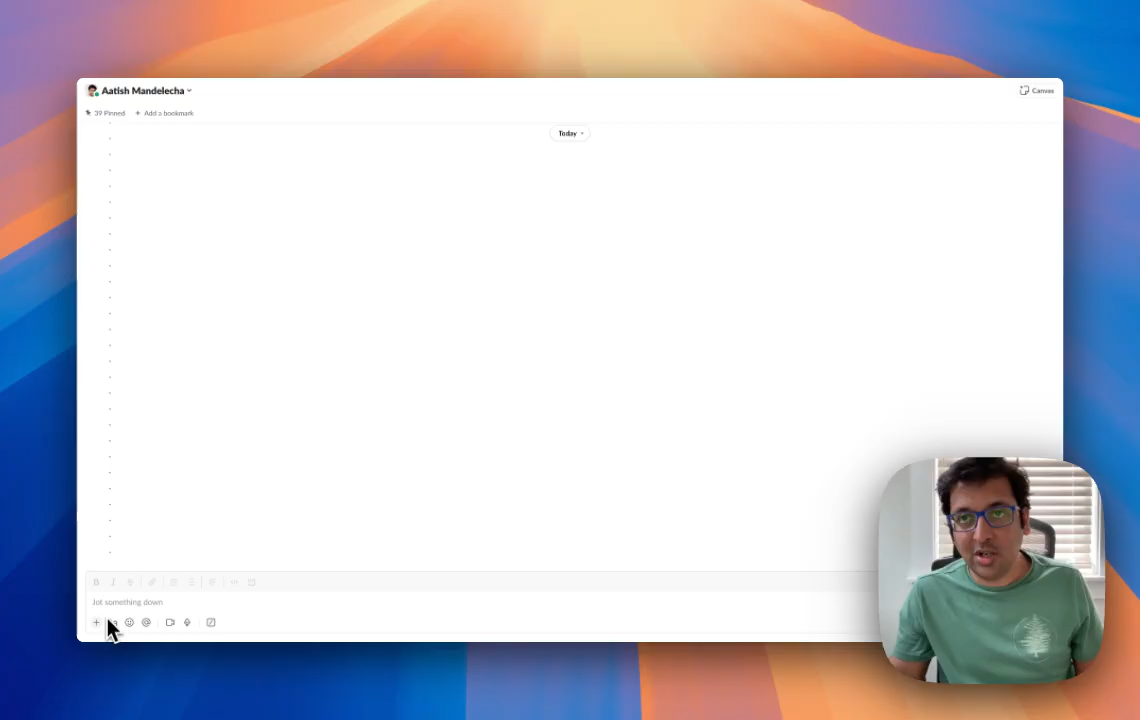 Aatish Mandelecha
Canvas
39 Pinned
Add a bookmark
Today
B I S
Jot something down